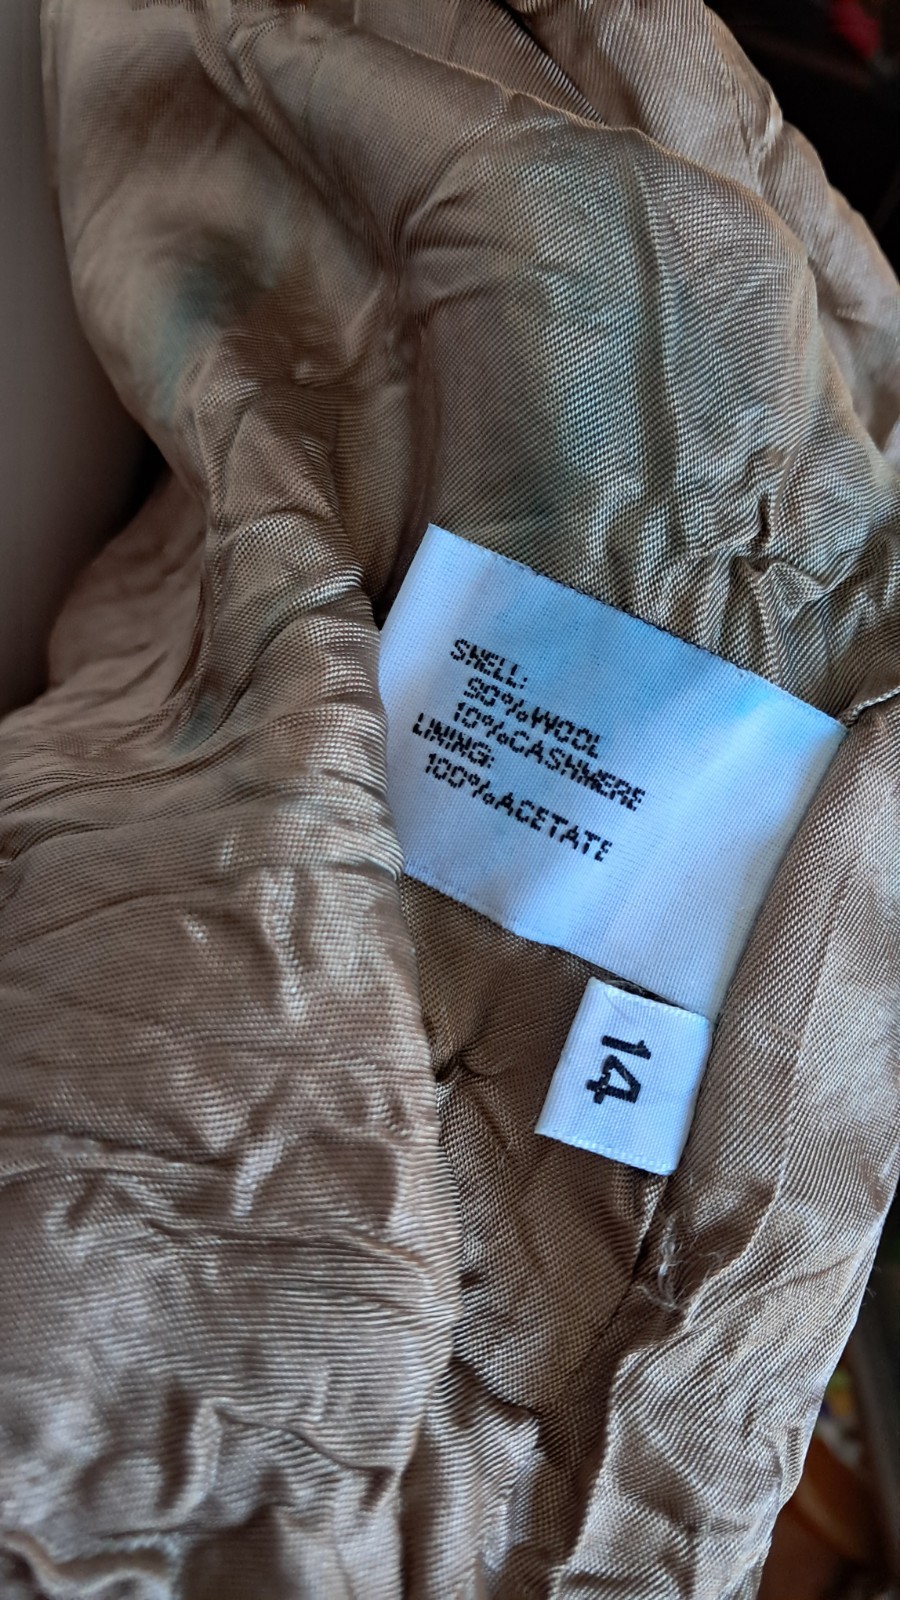 SHELL:
90%WOOL
10%CASHMERE
LINING:
100%ACETATE
14